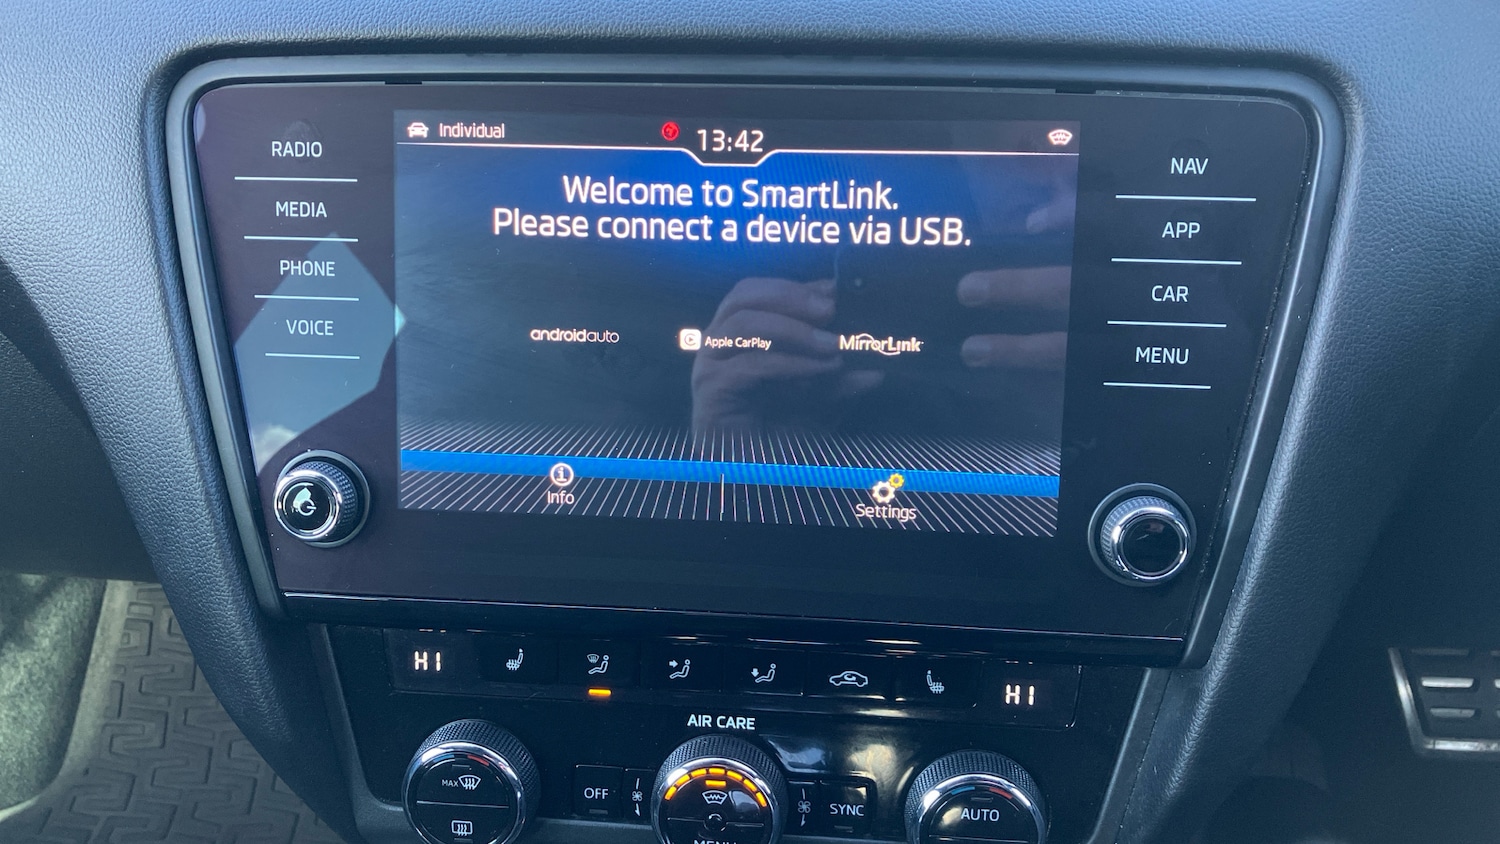 Individual
13:42
RADIO
MEDIA
PHONE
VOICE
Welcome to SmartLink.
Please connect a device via USB.
androidauto
Apple CarPlay
MirrorLink
Info
Settings
NAV
APP
CAR
MENU
HI
HI
AIR CARE
MAX
OFF
SYNC
AUTO
MENU